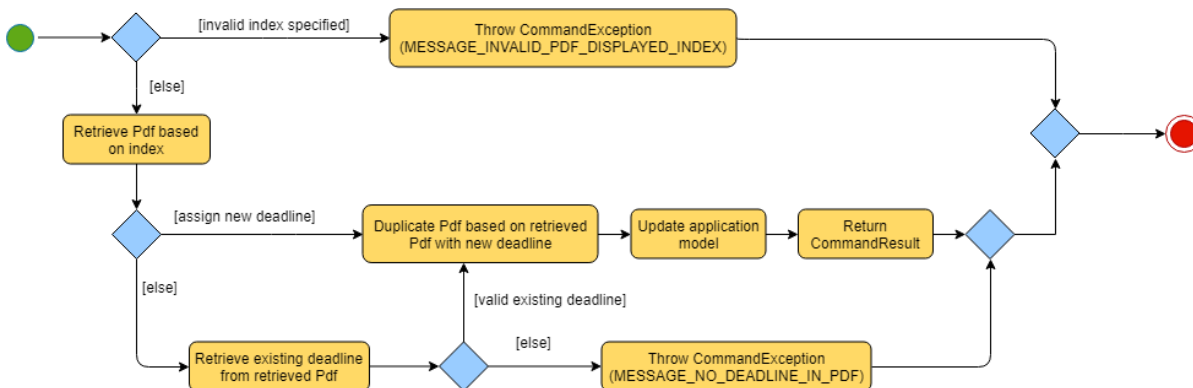 [invalid index specified]
Throw CommandException
(MESSAGE_INVALID_PDF_DISPLAYED_INDEX)
[else]
Retrieve Pdf based
on index
[assign new deadline]
Duplicate Pdf based on retrieved
Pdf with new deadline
Update application
model
Return
CommandResult
[else]
[valid existing deadline]
Retrieve existing deadline
from retrieved Pdf
[else]
Throw CommandException
(MESSAGE_NO_DEADLINE_IN_PDF)